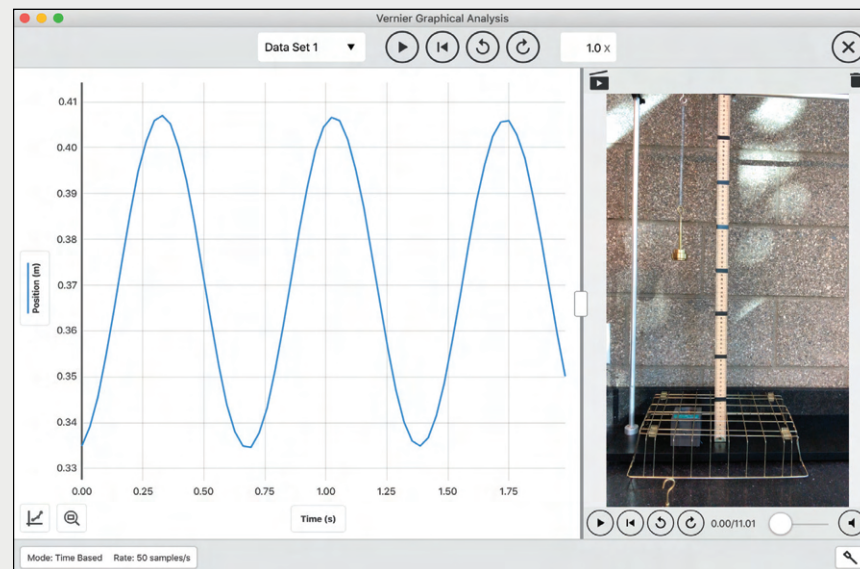 Vernier Graphical Analysis
Data Set 1
1.0 x
0.41
0.40
0.39
0.38
0.37
0.36
0.35
0.34
0.33
Position (m)
0.00 0.25 0.50 0.75 1.00 1.25 1.50 1.75
Time (s)
0.00/11.01
Mode: Time Based Rate: 50 samples/s